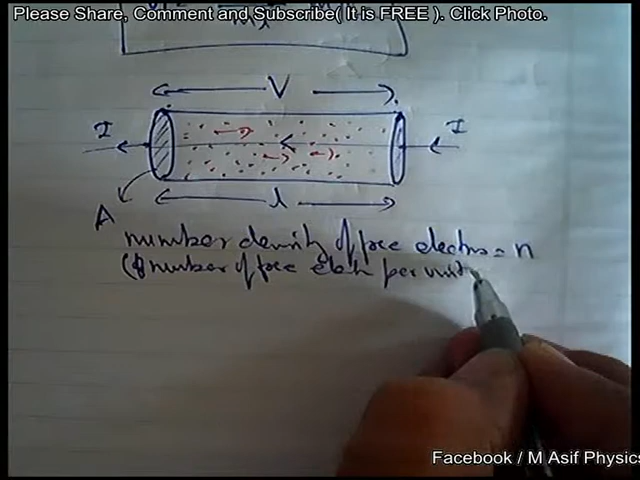 Please Share, Comment and Subscribe( It is FREE ). Click Photo.
V
I
I
A
l
number density of free electrons = n
( number of free elctn per unit
Facebook / M Asif Physics